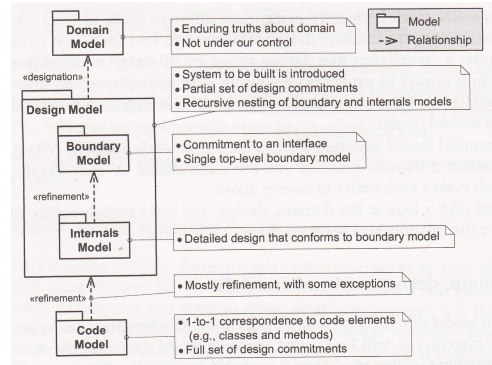 Domain
Model
• Enduring truths about domain
• Not under our control
Model
Relationship
«designation»
Design Model
• System to be built is introduced
• Partial set of design commitments
• Recursive nesting of boundary and internals models
Boundary
Model
• Commitment to an interface
• Single top-level boundary model
«refinement»
Internals
Model
• Detailed design that conforms to boundary model
«refinement»
• Mostly refinement, with some exceptions
Code
Model
• 1-to-1 correspondence to code elements
(e.g., classes and methods)
• Full set of design commitments